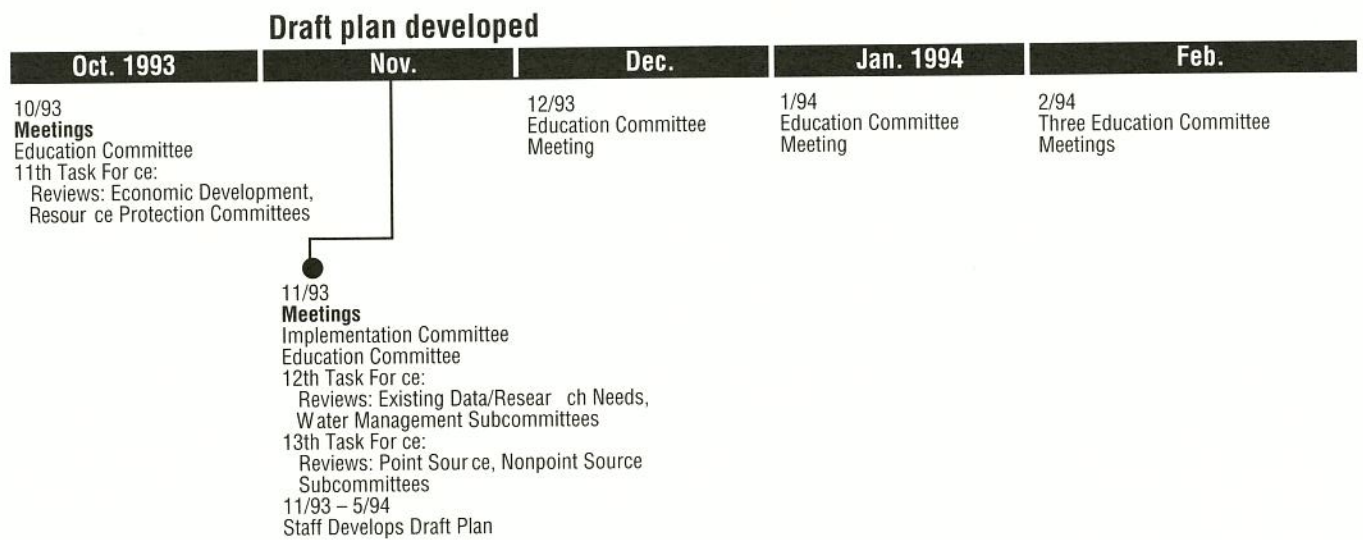 Draft plan developed
Oct. 1993
Nov.
Dec.
Jan. 1994
Feb.
10/93
Meetings
Education Committee
11th Task For ce:
Reviews: Economic Development,
Resour ce Protection Committees
11/93
Meetings
Implementation Committee
Education Committee
12th Task For ce:
Reviews: Existing Data/Resear ch Needs,
Water Management Subcommittees
13th Task For ce:
Reviews: Point Sour ce, Nonpoint Source
Subcommittees
11/93 – 5/94
Staff Develops Draft Plan
12/93
Education Committee
Meeting
1/94
Education Committee
Meeting
2/94
Three Education Committee
Meetings